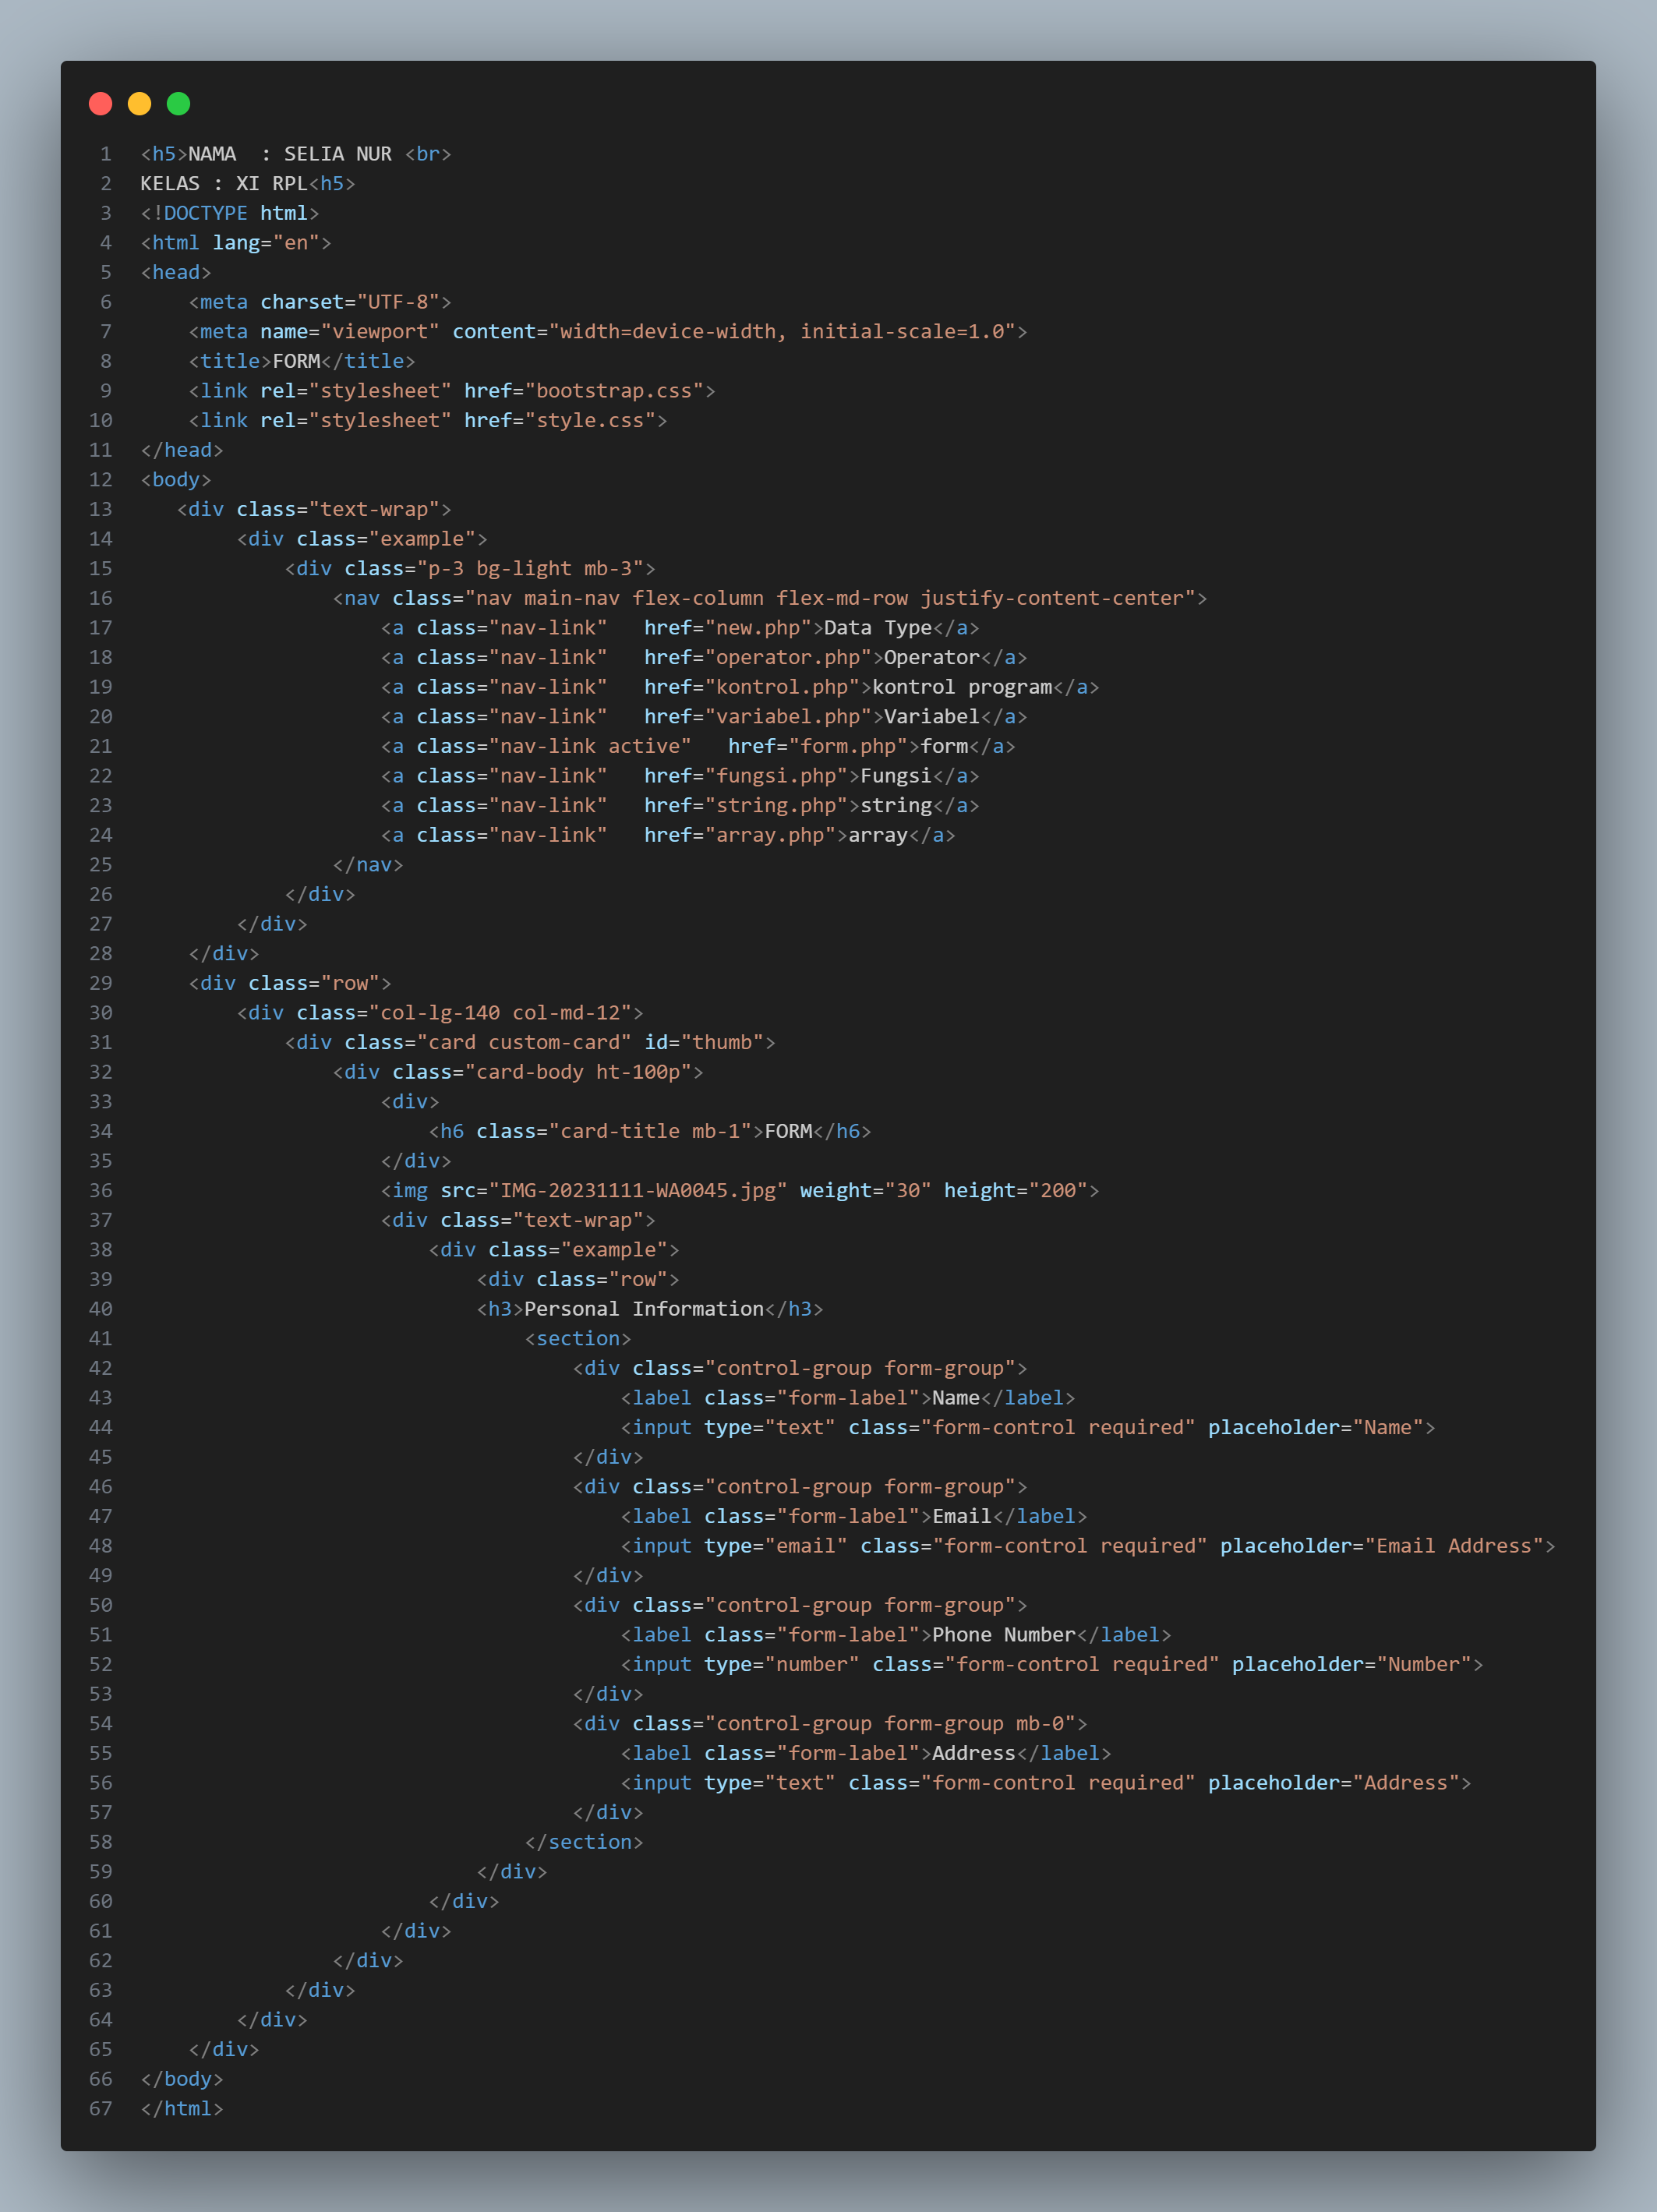 1 <h5>NAMA  : SELIA NUR <br>
2 KELAS : XI RPL<h5>
3 <!DOCTYPE html>
4 <html lang="en">
5 <head>
6     <meta charset="UTF-8">
7     <meta name="viewport" content="width=device-width, initial-scale=1.0">
8     <title>FORM</title>
9     <link rel="stylesheet" href="bootstrap.css">
10     <link rel="stylesheet" href="style.css">
11 </head>
12 <body>
13    <div class="text-wrap">
14         <div class="example">
15             <div class="p-3 bg-light mb-3">
16                 <nav class="nav main-nav flex-column flex-md-row justify-content-center">
17                     <a class="nav-link"   href="new.php">Data Type</a>
18                     <a class="nav-link"   href="operator.php">Operator</a>
19                     <a class="nav-link"   href="kontrol.php">kontrol program</a>
20                     <a class="nav-link"   href="variabel.php">Variabel</a>
21                     <a class="nav-link active"   href="form.php">form</a>
22                     <a class="nav-link"   href="fungsi.php">Fungsi</a>
23                     <a class="nav-link"   href="string.php">string</a>
24                     <a class="nav-link"   href="array.php">array</a>
25                 </nav>
26             </div>
27         </div>
28     </div>
29     <div class="row">
30         <div class="col-lg-140 col-md-12">
31             <div class="card custom-card" id="thumb">
32                 <div class="card-body ht-100p">
33                     <div>
34                         <h6 class="card-title mb-1">FORM</h6>
35                     </div>
36                     <img src="IMG-20231111-WA0045.jpg" weight="30" height="200">
37                     <div class="text-wrap">
38                         <div class="example">
39                             <div class="row">
40                             <h3>Personal Information</h3>
41                                 <section>
42                                     <div class="control-group form-group">
43                                         <label class="form-label">Name</label>
44                                         <input type="text" class="form-control required" placeholder="Name">
45                                     </div>
46                                     <div class="control-group form-group">
47                                         <label class="form-label">Email</label>
48                                         <input type="email" class="form-control required" placeholder="Email Address">
49                                     </div>
50                                     <div class="control-group form-group">
51                                         <label class="form-label">Phone Number</label>
52                                         <input type="number" class="form-control required" placeholder="Number">
53                                     </div>
54                                     <div class="control-group form-group mb-0">
55                                         <label class="form-label">Address</label>
56                                         <input type="text" class="form-control required" placeholder="Address">
57                                     </div>
58                                 </section>
59                             </div>
60                         </div>
61                     </div>
62                 </div>
63             </div>
64         </div>
65     </div>
66 </body>
67 </html>